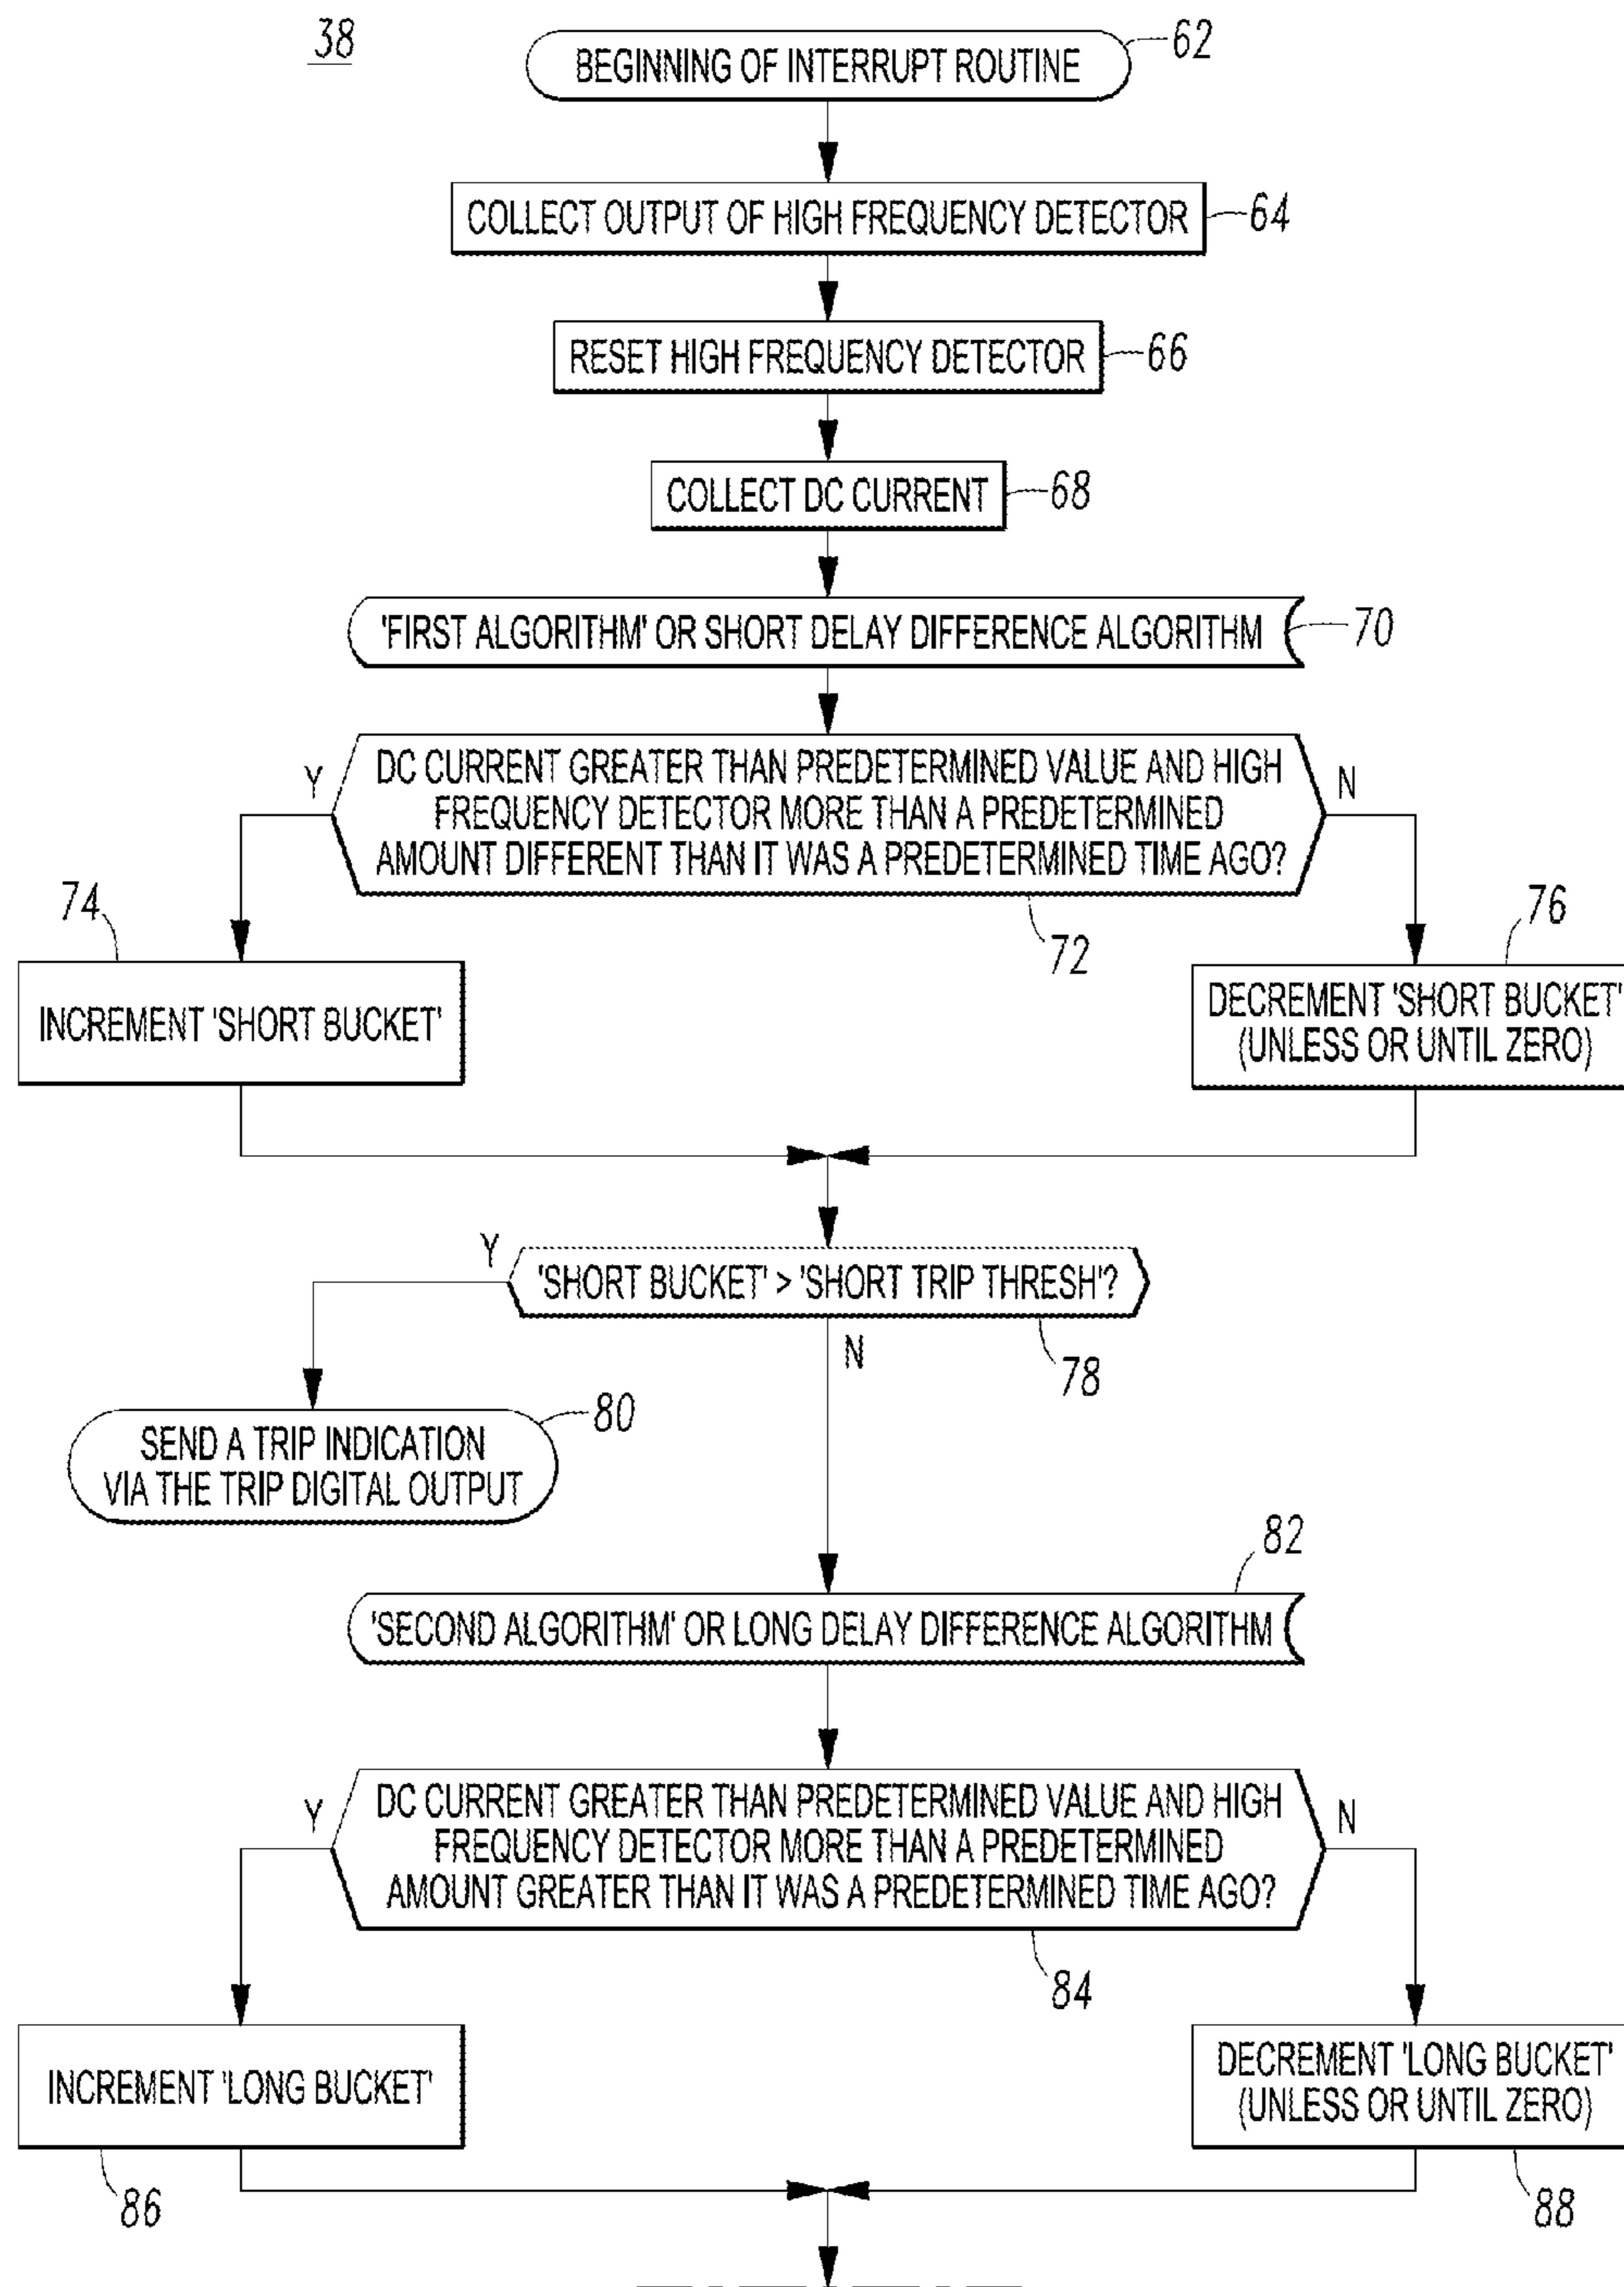 38
BEGINNING OF INTERRUPT ROUTINE
62
COLLECT OUTPUT OF HIGH FREQUENCY DETECTOR
64
RESET HIGH FREQUENCY DETECTOR
66
COLLECT DC CURRENT
68
'FIRST ALGORITHM' OR SHORT DELAY DIFFERENCE ALGORITHM
70
Y
DC CURRENT GREATER THAN PREDETERMINED VALUE AND HIGH
FREQUENCY DETECTOR MORE THAN A PREDETERMINED
AMOUNT DIFFERENT THAN IT WAS A PREDETERMINED TIME AGO?
N
72
74
INCREMENT 'SHORT BUCKET'
76
DECREMENT 'SHORT BUCKET'
(UNLESS OR UNTIL ZERO)
Y
'SHORT BUCKET' > 'SHORT TRIP THRESH'?
N
78
80
SEND A TRIP INDICATION
VIA THE TRIP DIGITAL OUTPUT
82
'SECOND ALGORITHM' OR LONG DELAY DIFFERENCE ALGORITHM
Y
DC CURRENT GREATER THAN PREDETERMINED VALUE AND HIGH
FREQUENCY DETECTOR MORE THAN A PREDETERMINED
AMOUNT GREATER THAN IT WAS A PREDETERMINED TIME AGO?
N
84
INCREMENT 'LONG BUCKET'
86
DECREMENT 'LONG BUCKET'
(UNLESS OR UNTIL ZERO)
88